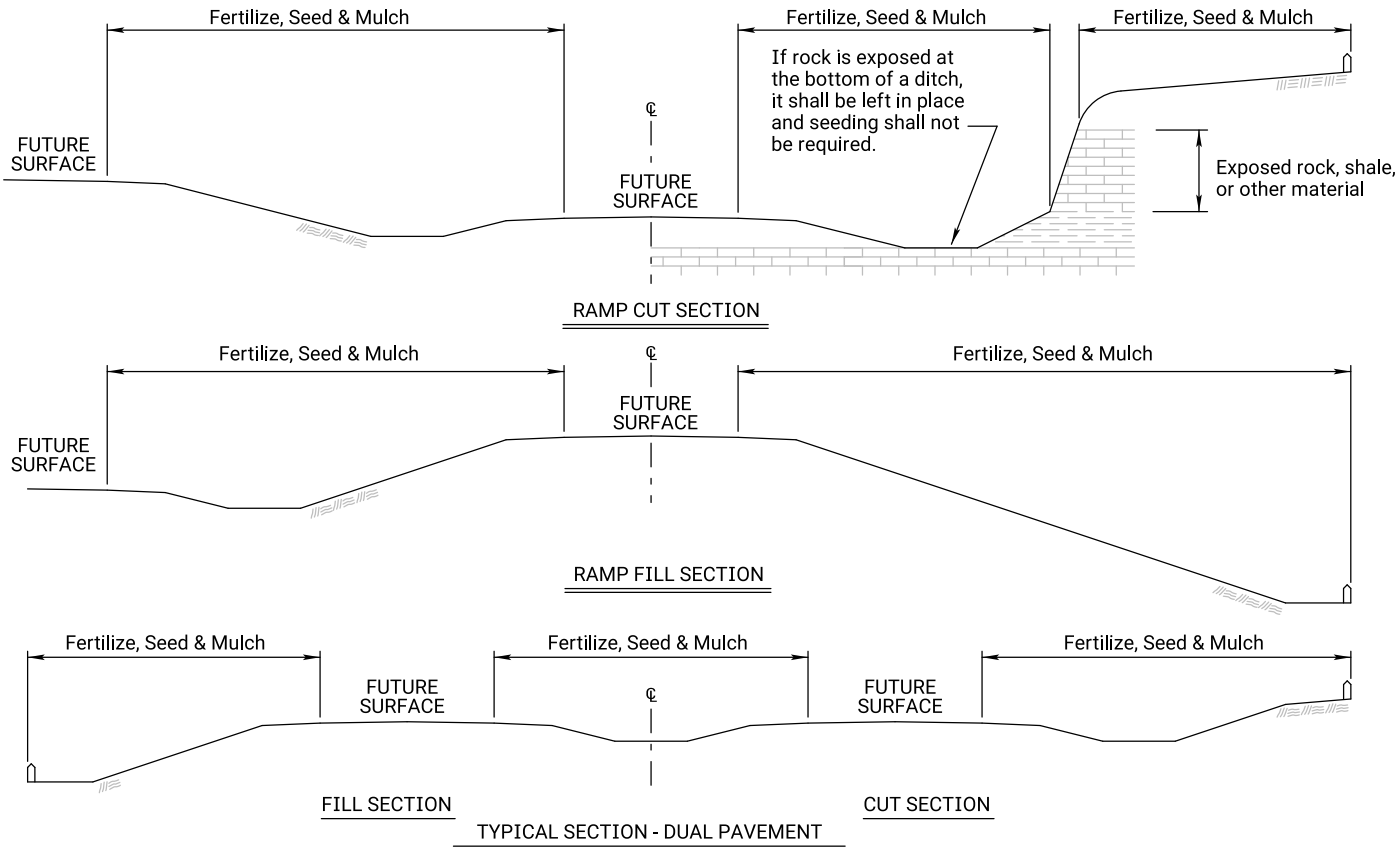 Fertilize, Seed & Mulch
Fertilize, Seed & Mulch
Fertilize, Seed & Mulch
If rock is exposed at
the bottom of a ditch,
it shall be left in place
and seeding shall not
be required.
℄
FUTURE
SURFACE
FUTURE
SURFACE
Exposed rock, shale,
or other material
RAMP CUT SECTION
Fertilize, Seed & Mulch
℄
Fertilize, Seed & Mulch
FUTURE
SURFACE
FUTURE
SURFACE
RAMP FILL SECTION
Fertilize, Seed & Mulch
Fertilize, Seed & Mulch
Fertilize, Seed & Mulch
FUTURE
SURFACE
℄
FUTURE
SURFACE
FILL SECTION
CUT SECTION
TYPICAL SECTION - DUAL PAVEMENT